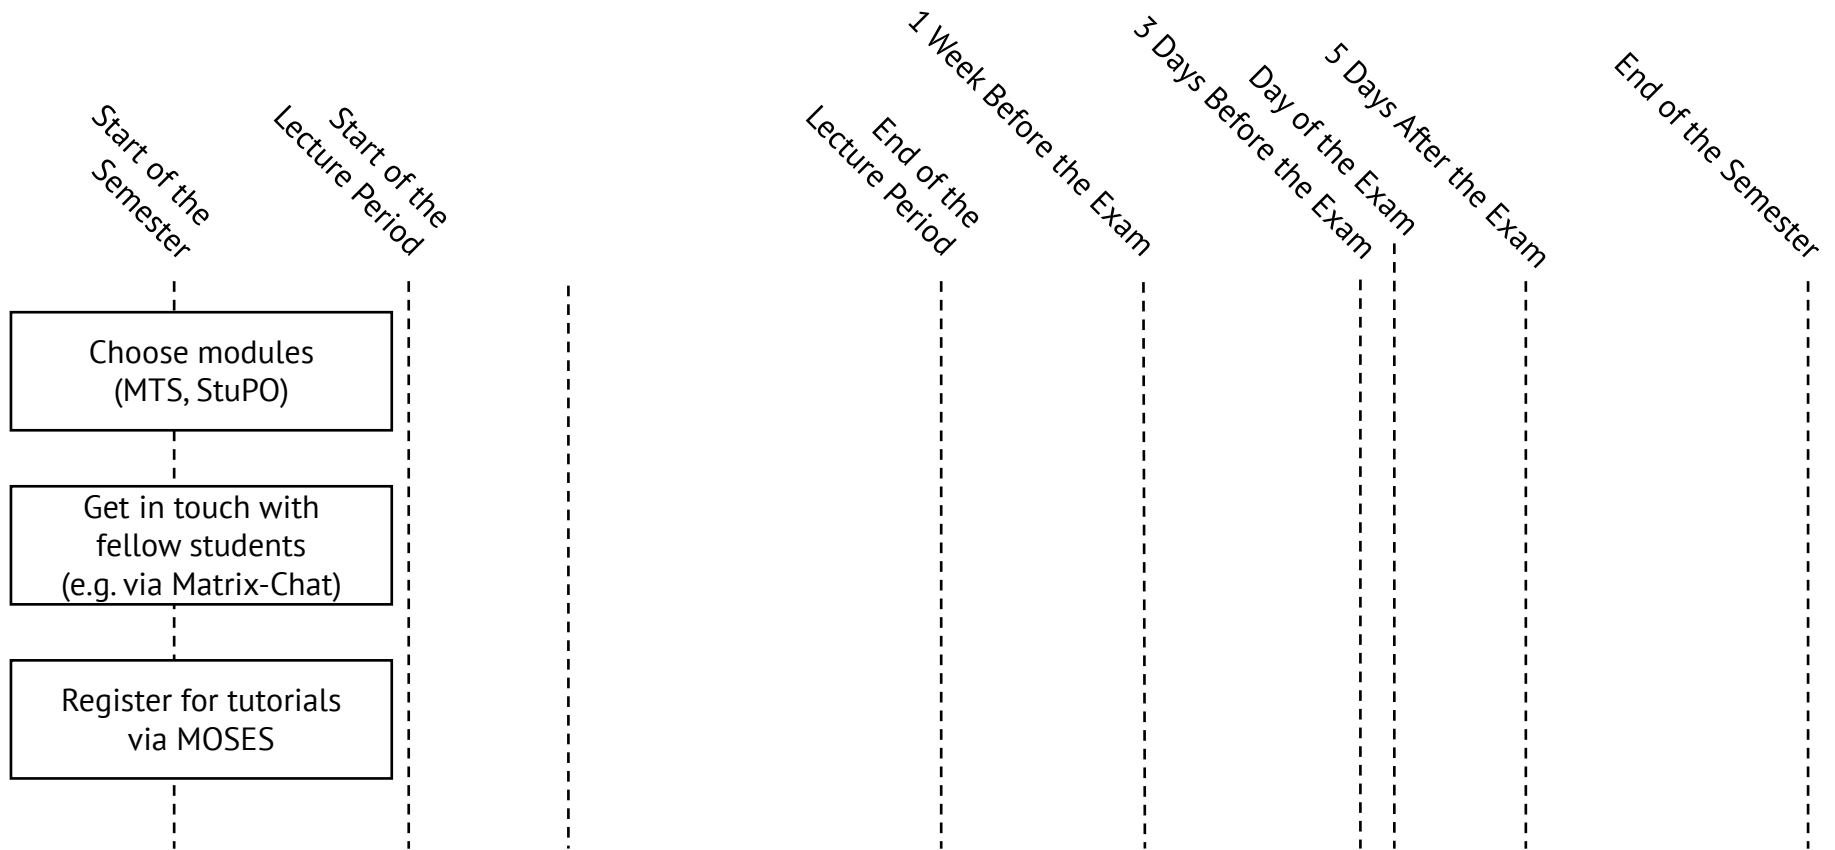 Start of the
Semester
Start of the
Lecture Period
End of the
Lecture Period
1 Week Before the Exam
3 Days Before the Exam
Day of the Exam
5 Days After the Exam
End of the Semester
Choose modules
(MTS, StuPO)
Get in touch with
fellow students
(e.g. via Matrix-Chat)
Register for tutorials
via MOSES